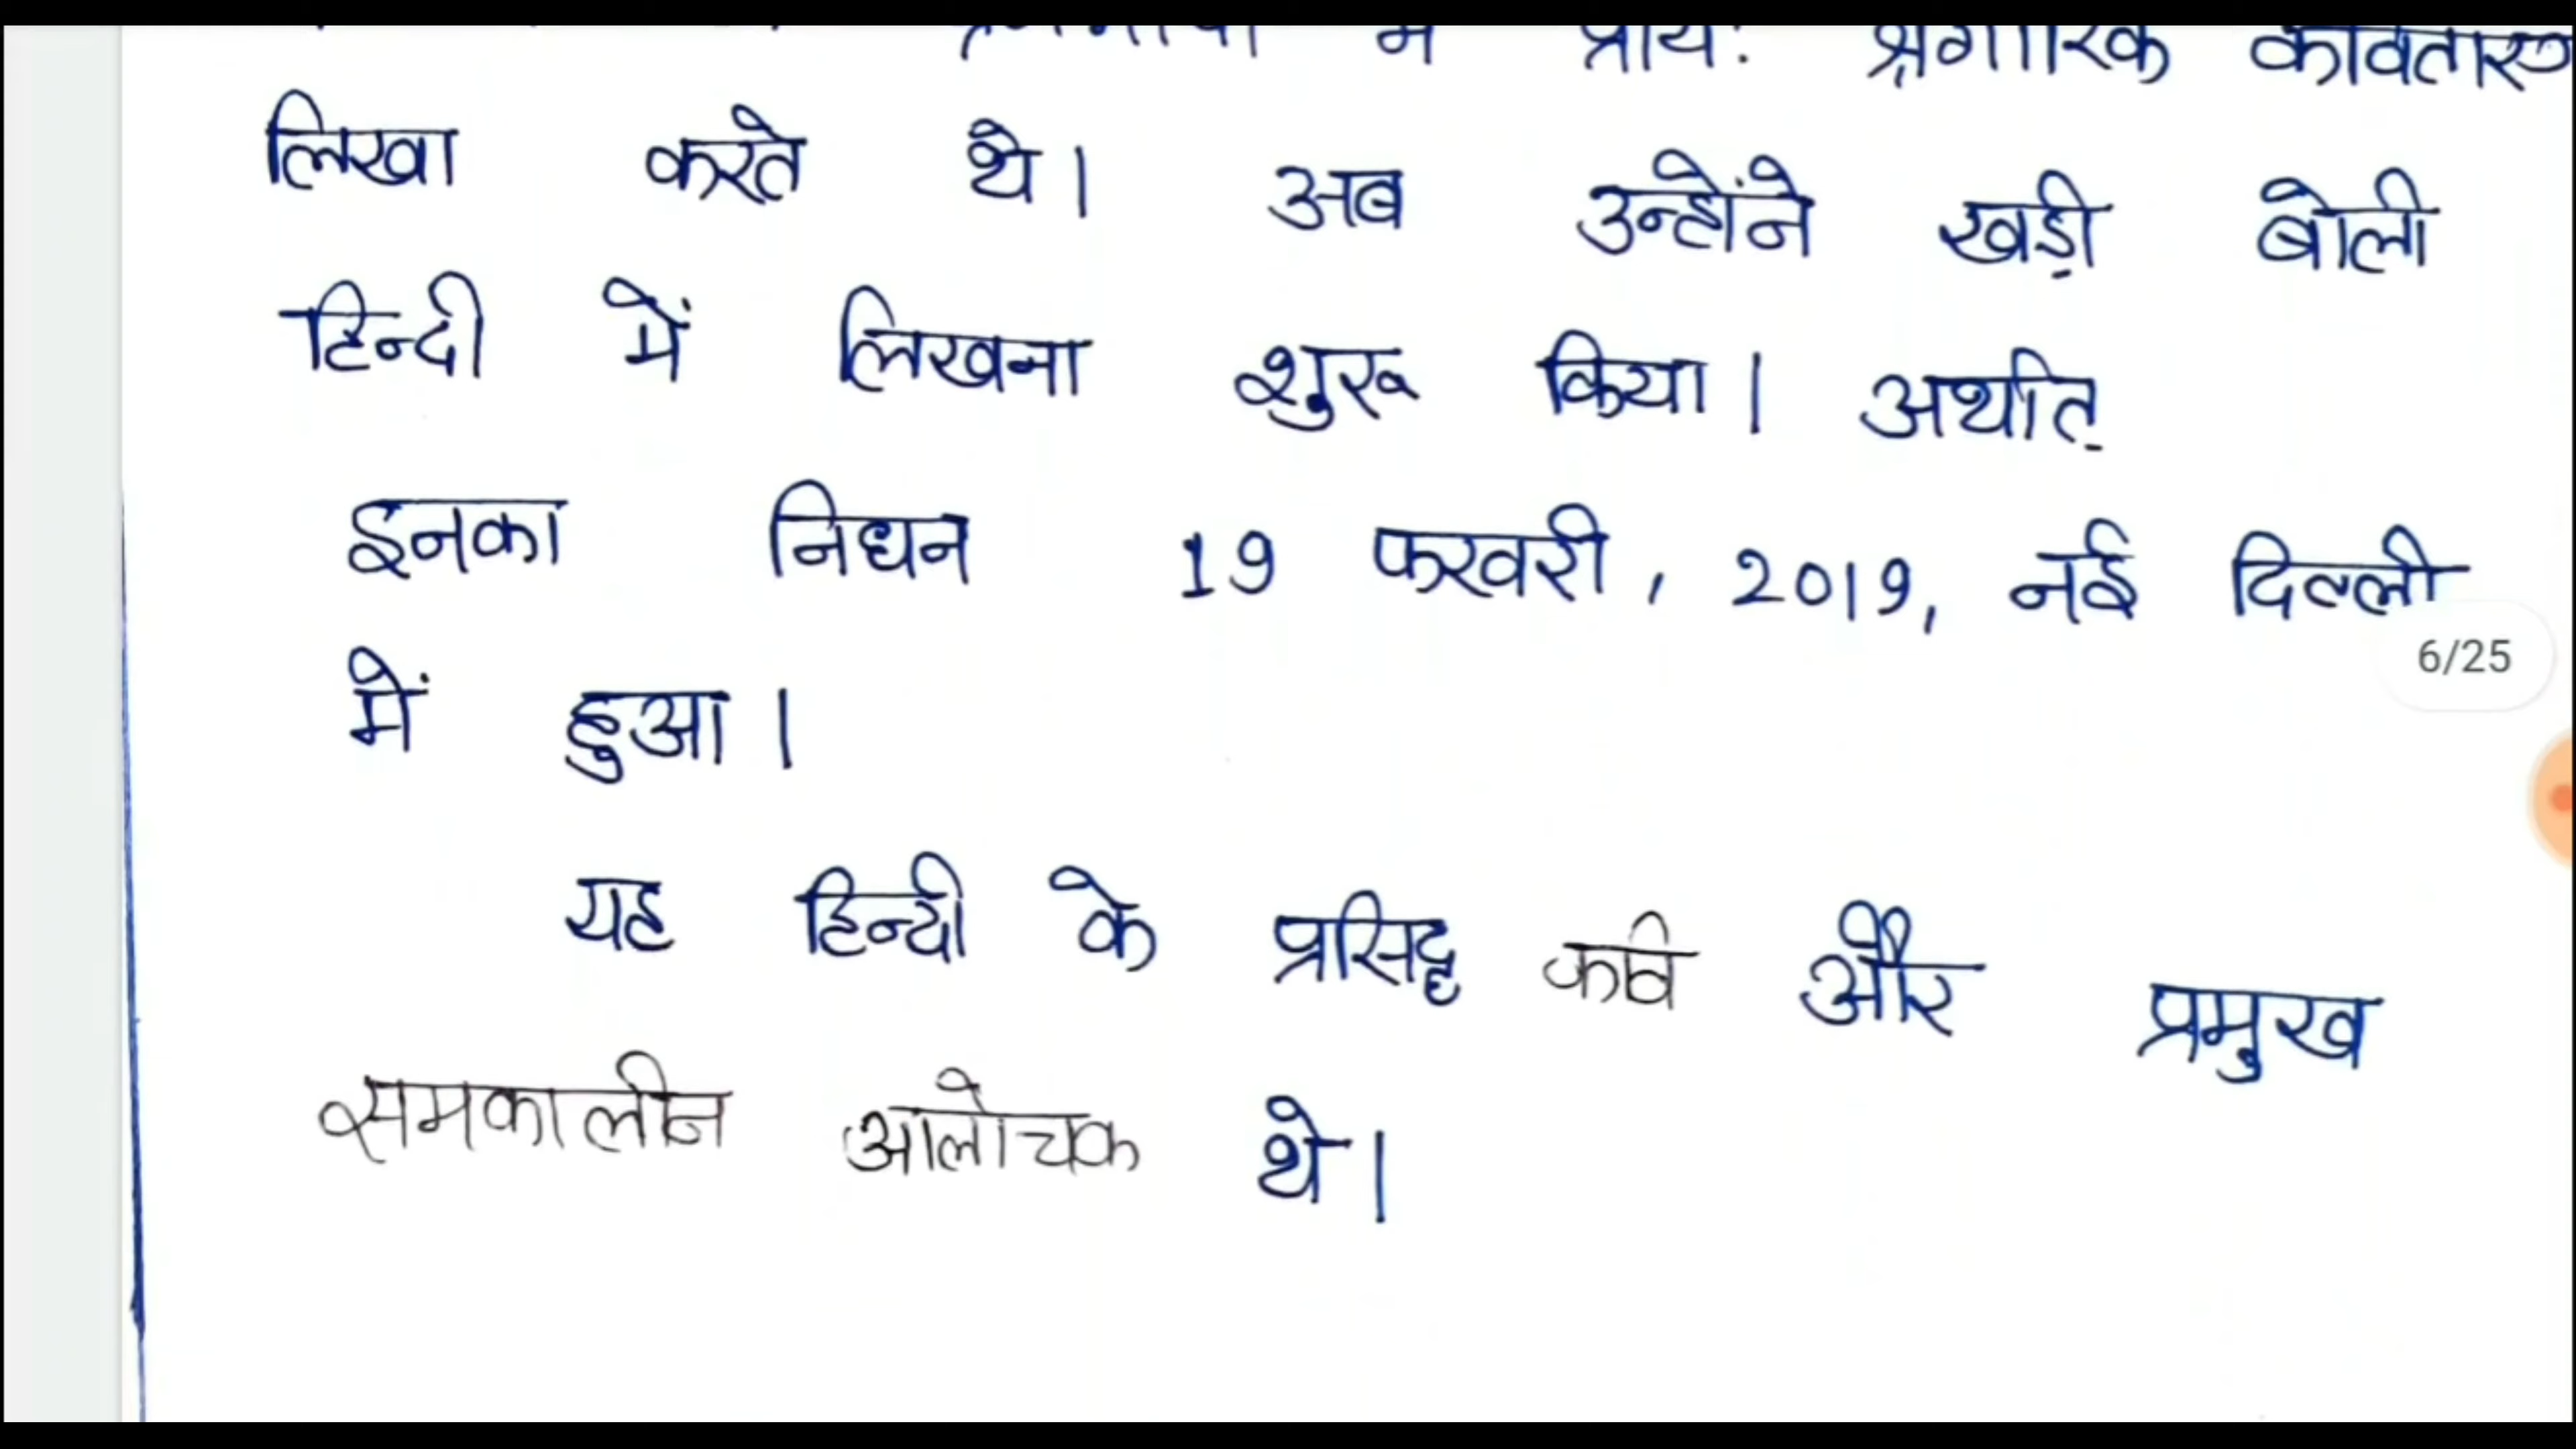 में प्रायः श्रृंगारिक कविताएँ
लिखा करते थे। अब उन्होंने खड़ी बोली
हिन्दी में लिखना शुरू किया। अर्थात्
इनका निधन 19 फरवरी, 2019, नई दिल्ली
6/25
में हुआ।
यह हिन्दी के प्रसिद्ध कवि और प्रमुख
समकालीन आलोचक थे।